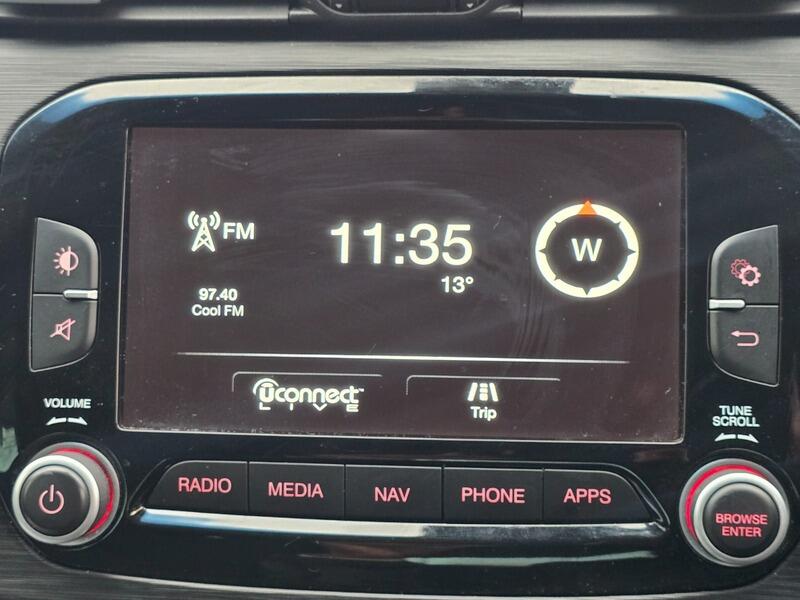 FM
11:35
13°
W
97.40
Cool FM
uconnect™
LIVE
Trip
VOLUME
TUNE
SCROLL
RADIO
MEDIA
NAV
PHONE
APPS
BROWSE
ENTER